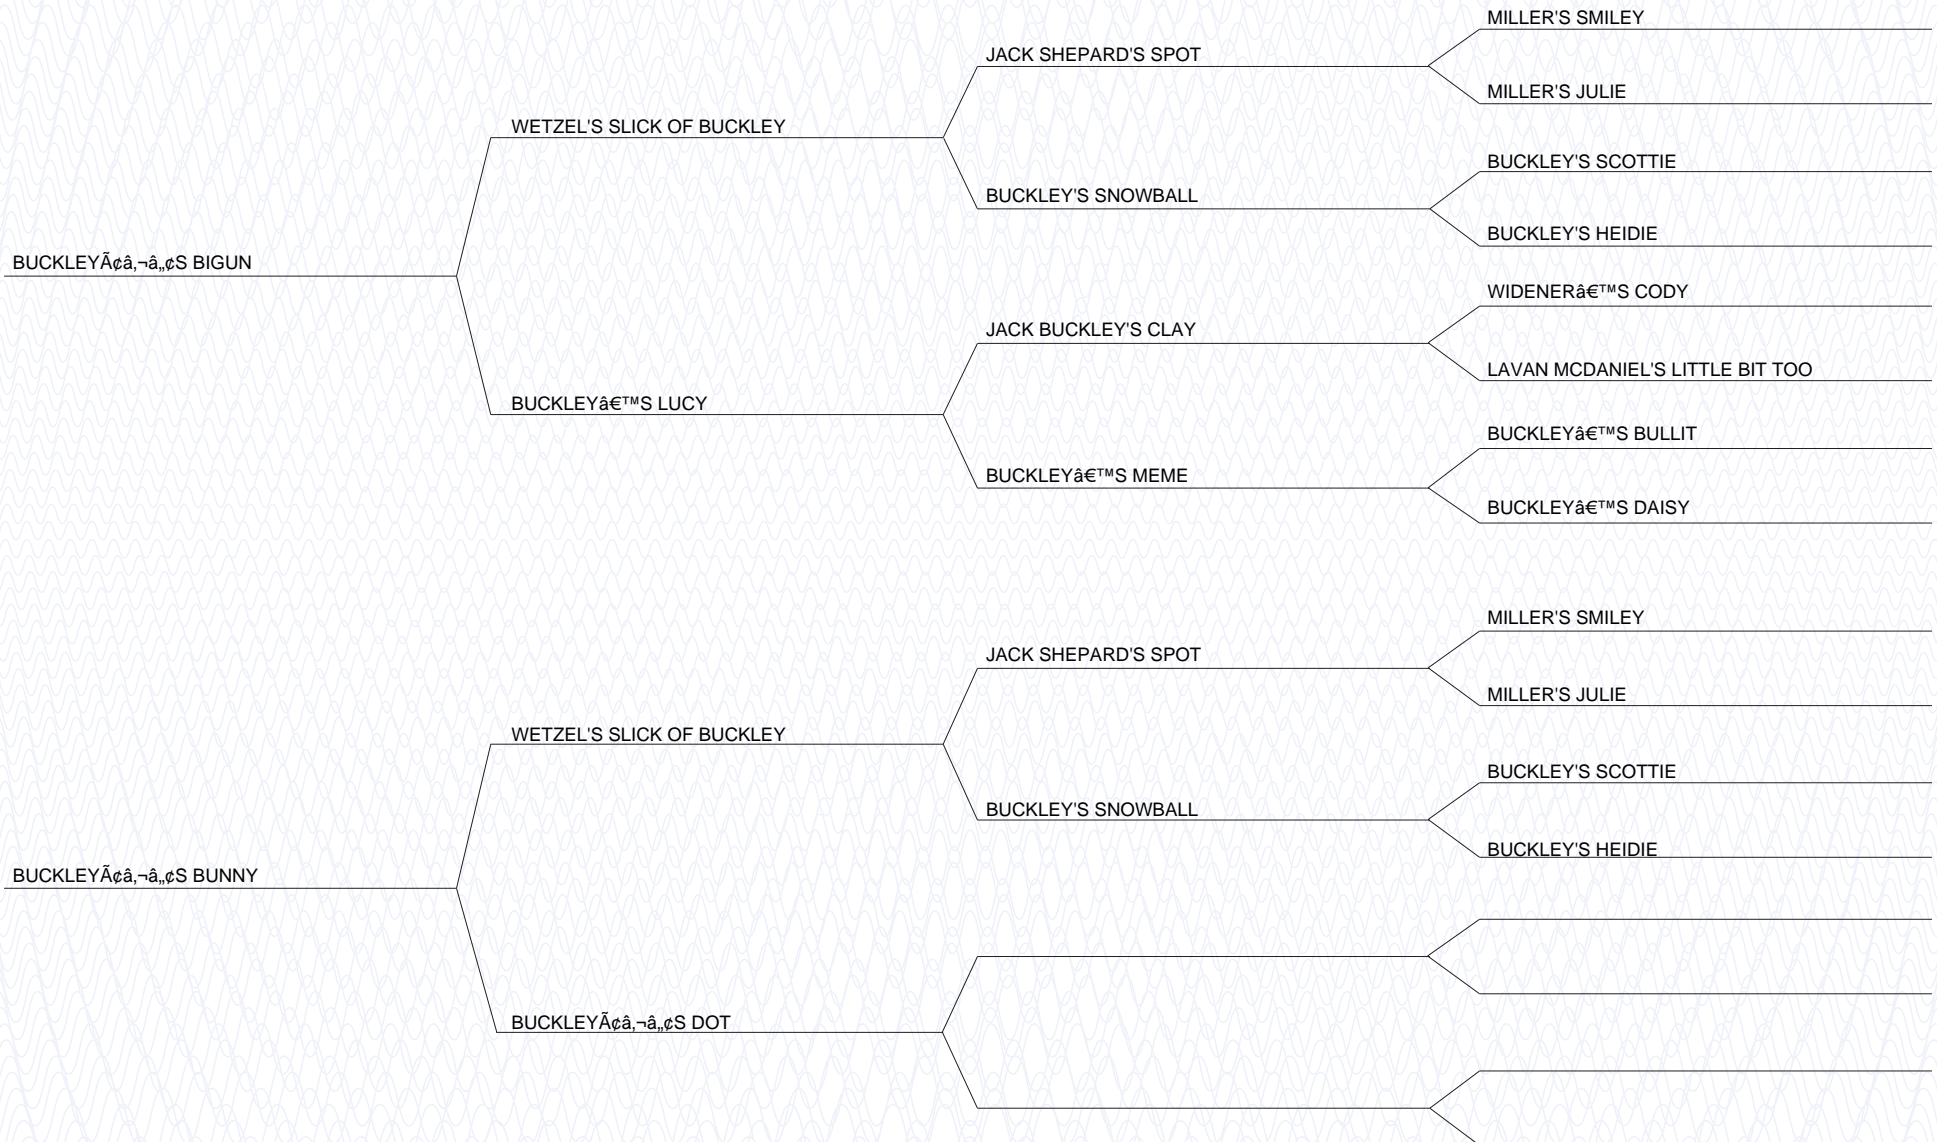 MILLER'S SMILEY
JACK SHEPARD'S SPOT
MILLER'S JULIE
WETZEL'S SLICK OF BUCKLEY
BUCKLEY'S SCOTTIE
BUCKLEY'S SNOWBALL
BUCKLEY'S HEIDIE
BUCKLEYÃ¢â‚¬â„¢S BIGUN
WIDENERâ€™S CODY
JACK BUCKLEY'S CLAY
LAVAN MCDANIEL'S LITTLE BIT TOO
BUCKLEYâ€™S LUCY
BUCKLEYâ€™S BULLIT
BUCKLEYâ€™S MEME
BUCKLEYâ€™S DAISY
MILLER'S SMILEY
JACK SHEPARD'S SPOT
MILLER'S JULIE
WETZEL'S SLICK OF BUCKLEY
BUCKLEY'S SCOTTIE
BUCKLEY'S SNOWBALL
BUCKLEY'S HEIDIE
BUCKLEYÃ¢â‚¬â„¢S BUNNY
BUCKLEYÃ¢â‚¬â„¢S DOT